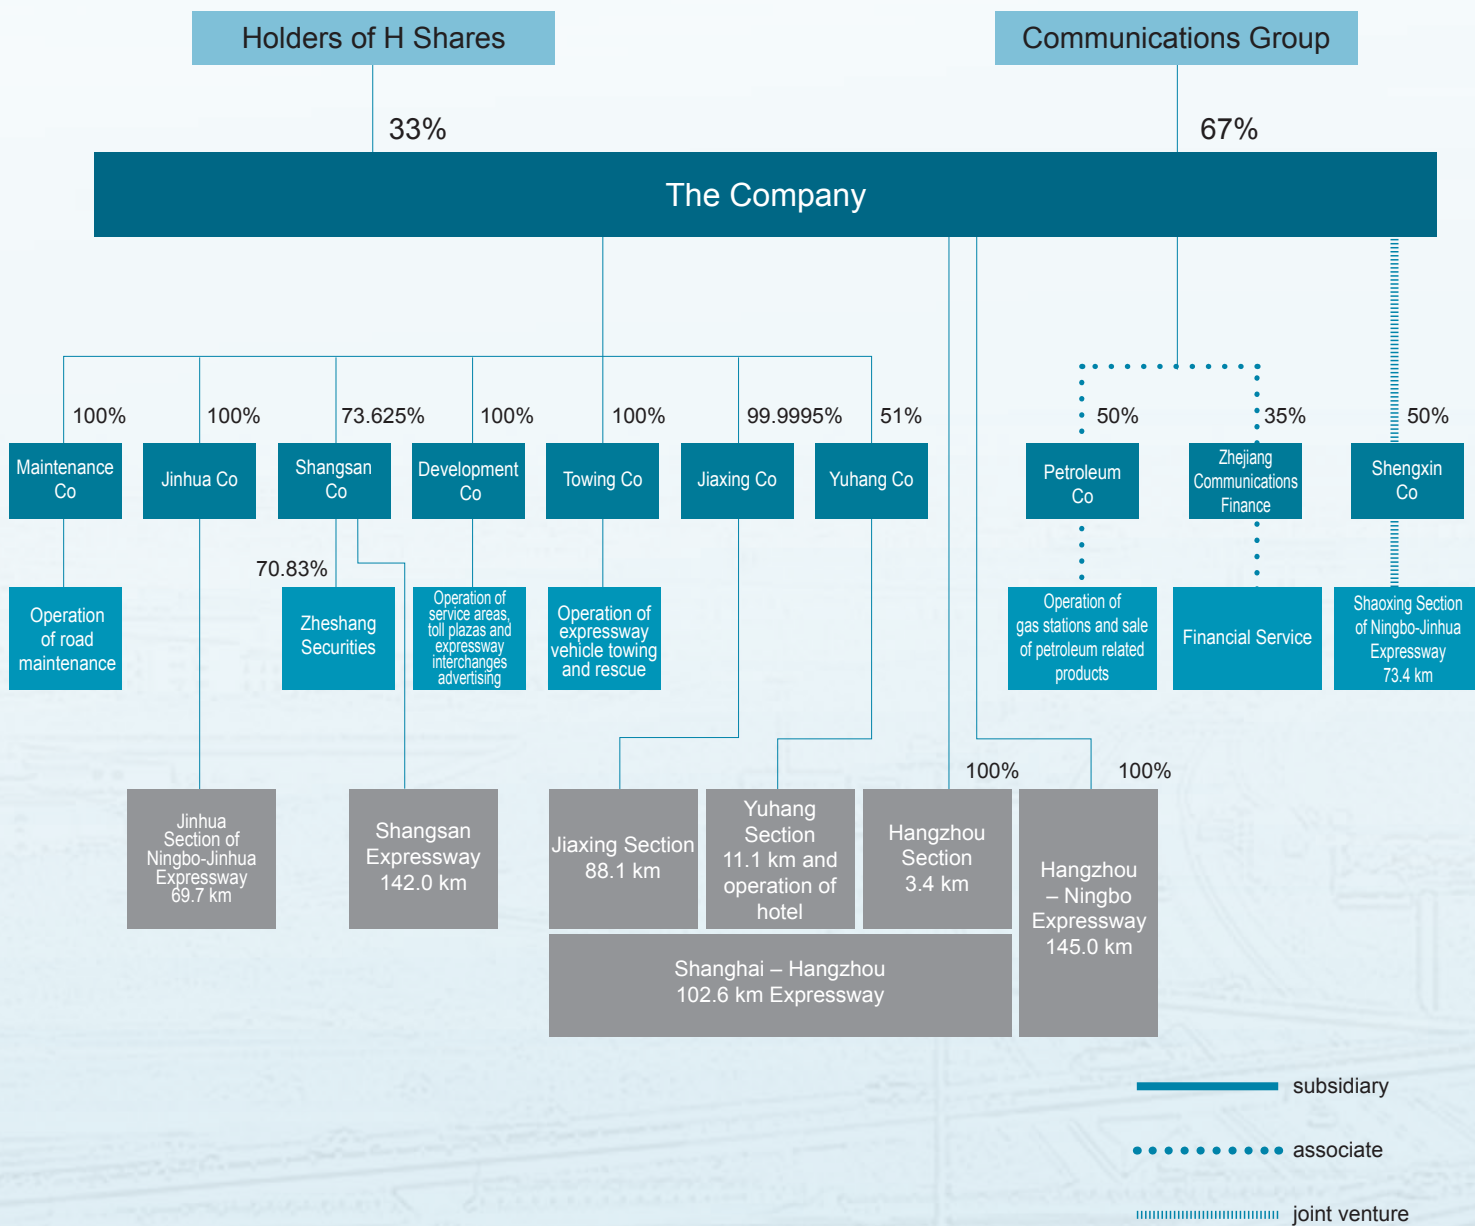 Holders of H Shares
Communications Group
33%
67%
The Company
100%
100%
73.625%
100%
100%
99.9995%
51%
50%
35%
50%
Maintenance
Co
Jinhua Co
Shangsan
Co
Development
Co
Towing Co
Jiaxing Co
Yuhang Co
Petroleum
Co
Zhejiang
Communications
Finance
Shengxin
Co
70.83%
Operation
of road
maintenance
Zheshang
Securities
Operation of
service areas,
toll plazas and
expressway
interchanges
advertising
Operation of
expressway
vehicle towing
and rescue
Operation of
gas stations and sale
of petroleum related
products
Financial Service
Shaoxing Section
of Ningbo-Jinhua
Expressway
73.4 km
100%
100%
Jinhua
Section of
Ningbo-Jinhua
Expressway
69.7 km
Shangsan
Expressway
142.0 km
Jiaxing Section
88.1 km
Yuhang
Section
11.1 km and
operation of
hotel
Hangzhou
Section
3.4 km
Hangzhou
– Ningbo
Expressway
145.0 km
Shanghai – Hangzhou
102.6 km Expressway
subsidiary
associate
joint venture